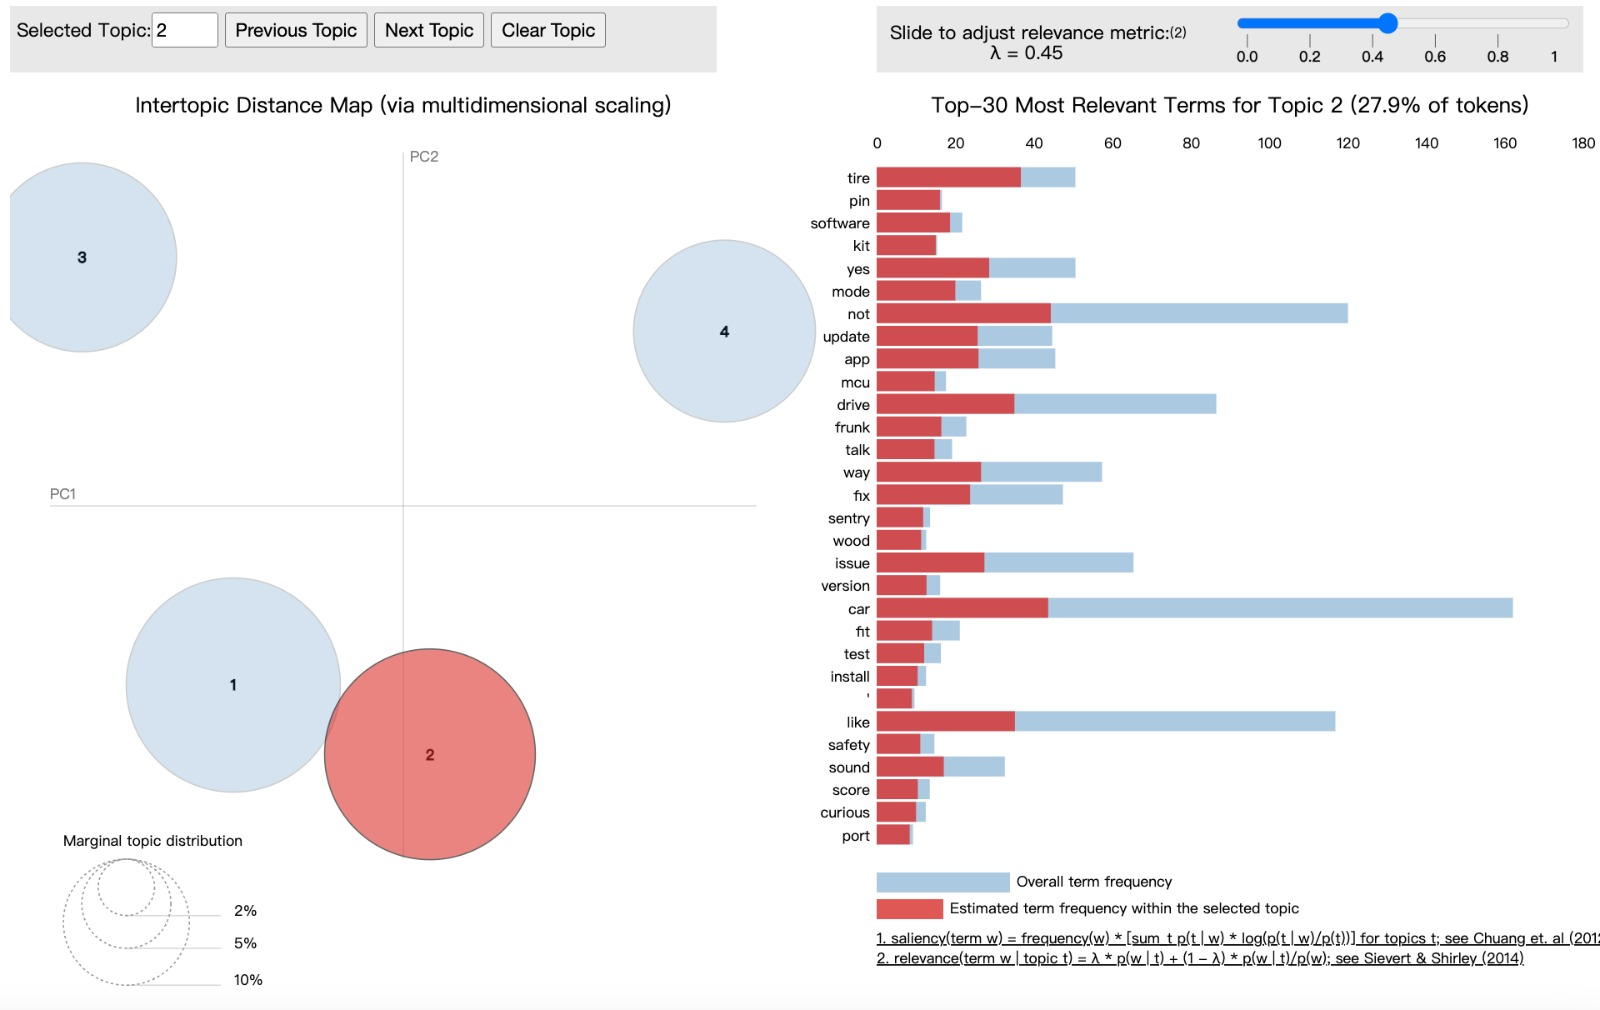 Selected Topic: 2 Previous Topic Next Topic Clear Topic
Slide to adjust relevance metric:(2)
λ = 0.45
0.0 0.2 0.4 0.6 0.8 1
Intertopic Distance Map (via multidimensional scaling)
PC2
PC1
3
4
1
2
Marginal topic distribution
2%
5%
10%
Top-30 Most Relevant Terms for Topic 2 (27.9% of tokens)
0 20 40 60 80 100 120 140 160 180
tire
pin
software
kit
yes
mode
not
update
app
mcu
drive
frunk
talk
way
fix
sentry
wood
issue
version
car
fit
test
install
'
like
safety
sound
score
curious
port
Overall term frequency
Estimated term frequency within the selected topic
1. saliency(term w) = frequency(w) * [sum_t p(t | w) * log(p(t | w)/p(t))] for topics t; see Chuang et. al (201
2. relevance(term w | topic t) = λ * p(w | t) + (1 - λ) * p(w | t)/p(w); see Sievert & Shirley (2014)